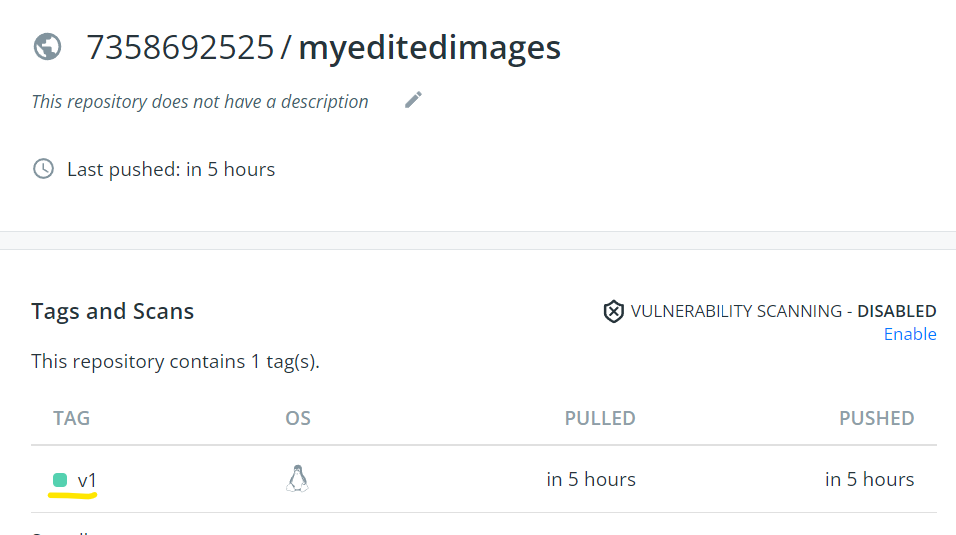 7358692525 / myeditedimages
This repository does not have a description
Last pushed: in 5 hours
Tags and Scans
VULNERABILITY SCANNING - DISABLED
Enable
This repository contains 1 tag(s).
TAG OS PULLED PUSHED
v1 in 5 hours in 5 hours